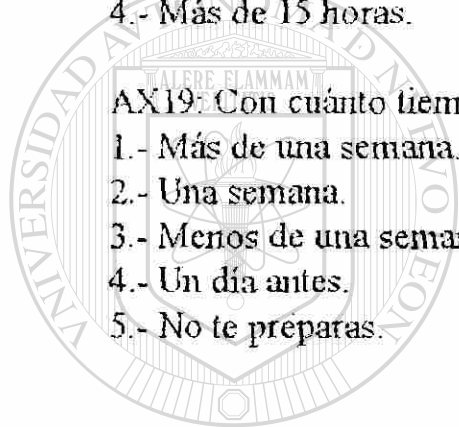 4.- Más de 15 horas.
ALERE FLAMMAM
AX19: Con cuánto tiem
1.- Más de una semana.
2.- Una semana.
3.- Menos de una sema
4.- Un día antes.
5.- No te preparas.